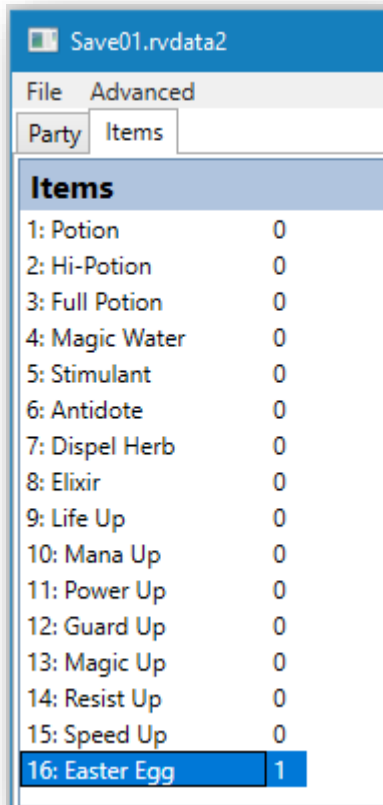 Save01.rvdata2
File Advanced
Party Items
Items
1: Potion 0
2: Hi-Potion 0
3: Full Potion 0
4: Magic Water 0
5: Stimulant 0
6: Antidote 0
7: Dispel Herb 0
8: Elixir 0
9: Life Up 0
10: Mana Up 0
11: Power Up 0
12: Guard Up 0
13: Magic Up 0
14: Resist Up 0
15: Speed Up 0
16: Easter Egg 1